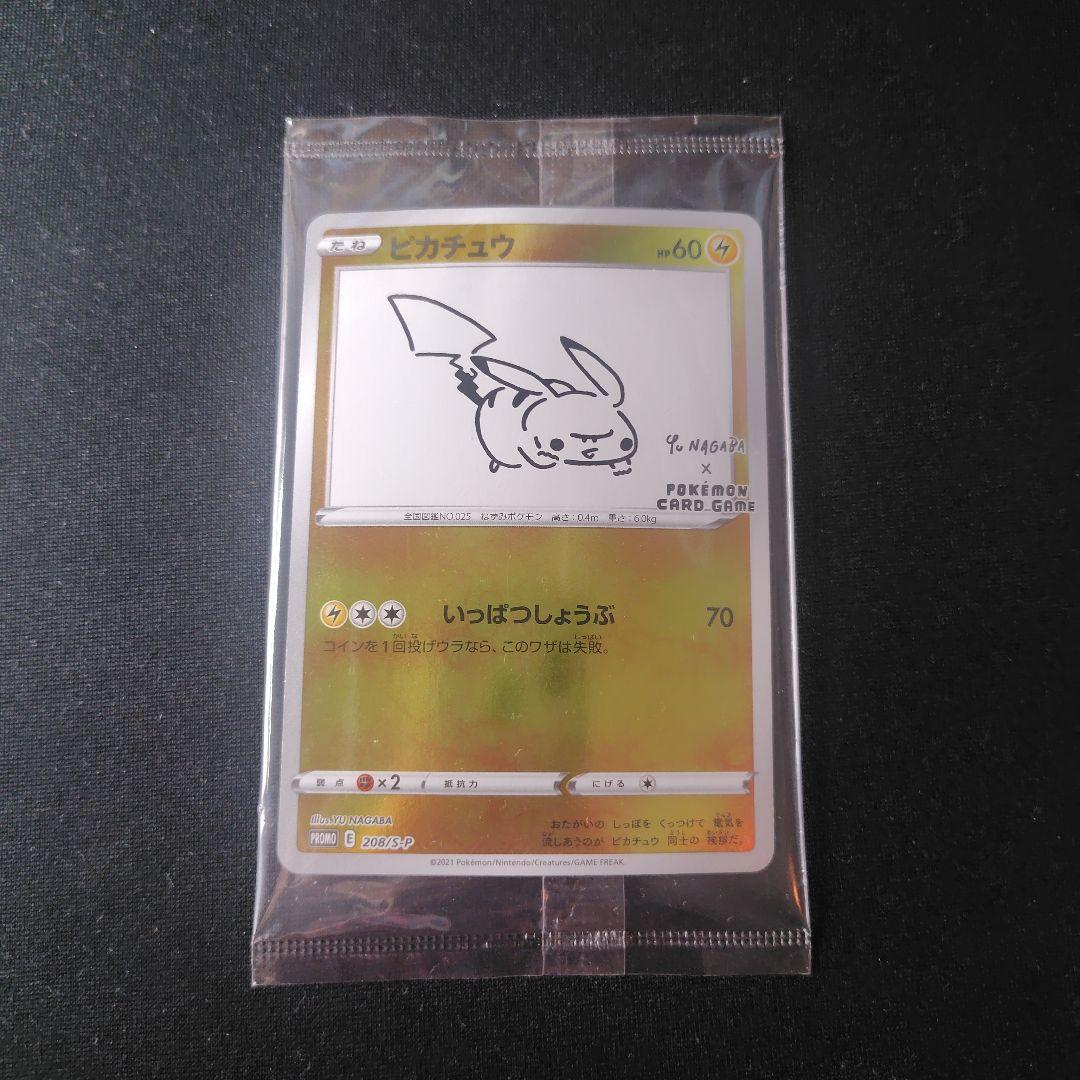 たね ピカチュウ HP60
YU NAGABA
×
POKÉMON
CARD GAME
全国図鑑NO.025 ねずみポケモン 高さ:0.4m 重さ:6.0kg
いっぱつしょうぶ 70
コインを1回投げウラなら、このワザは失敗。
弱点 ×2 抵抗力 にげる
illus.YU NAGABA
PROMO E 208/S-P
おたがいの しっぽを くっつけて 電気を
流しあうのが ピカチュウ 同士の 挨拶だ。
©2021 Pokémon/Nintendo/Creatures/GAME FREAK.